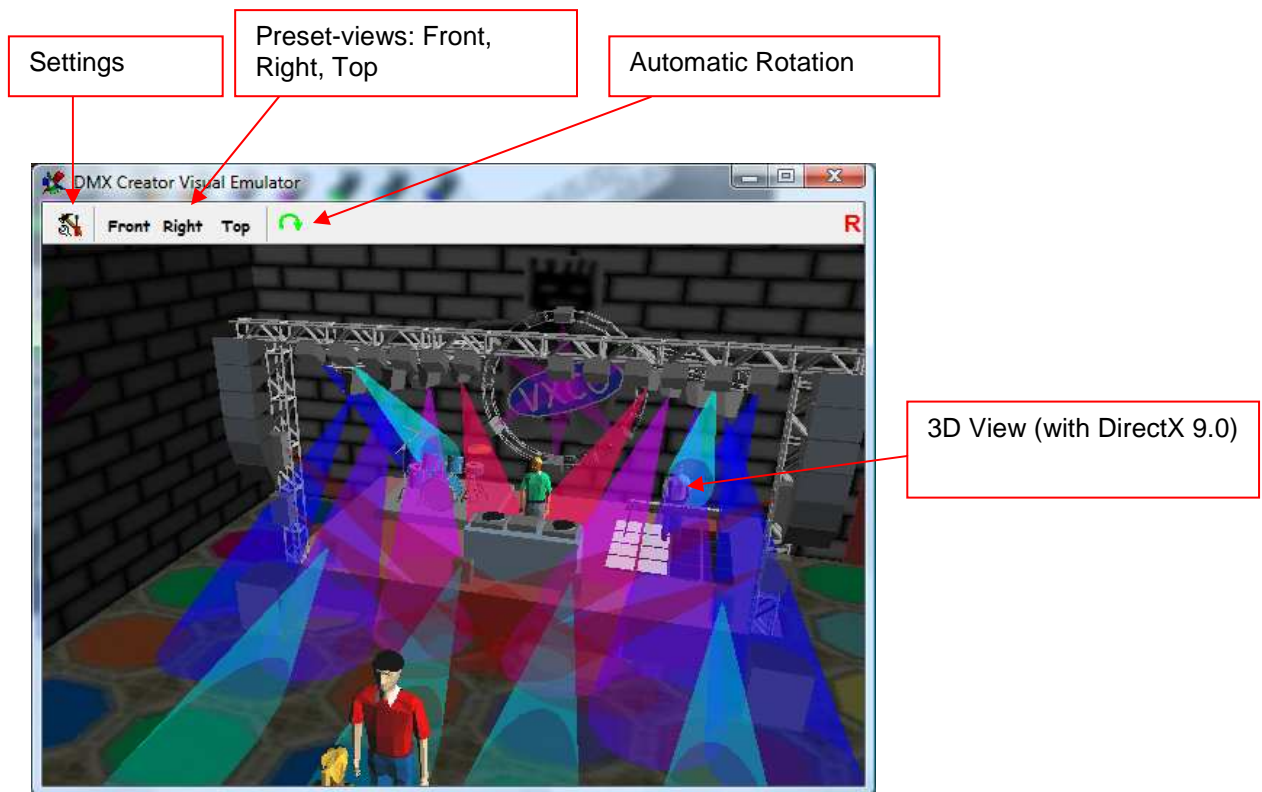 Settings
Preset-views: Front,
Right, Top
Automatic Rotation
DMX Creator Visual Emulator
Front Right Top
R
3D View (with DirectX 9.0)